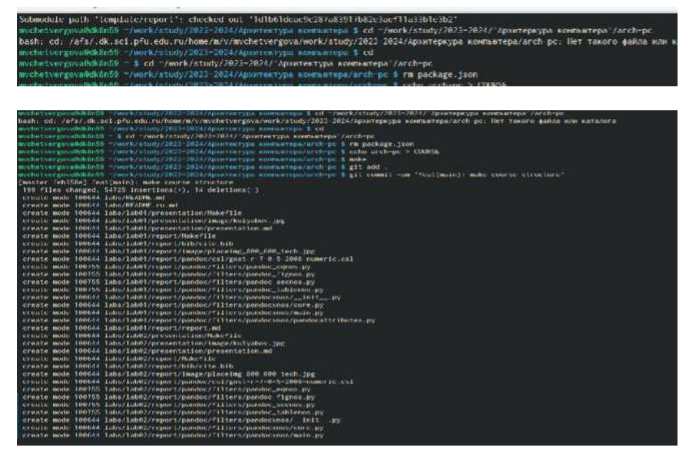 Submodule path 'template/report': checked out '1d1b61dcac9c287a83917b82e3acf11a33b1c3b2'
mvchetvergova@dk8n59 ~/work/study/2023-2024/Архитектура компьютера $ cd ~/work/study/2023-2024/"Архитектура компьютера"/arch-pc
bash: cd: /afs/.dk.sci.pfu.edu.ru/home/m/v/mvchetvergova/work/study/2023-2024/Архитектура компьютера/arch-pc: Нет такого файла или к
mvchetvergova@dk8n59 ~/work/study/2023-2024/Архитектура компьютера $ cd
mvchetvergova@dk8n59 ~ $ cd ~/work/study/2023-2024/"Архитектура компьютера"/arch-pc
mvchetvergova@dk8n59 ~/work/study/2023-2024/Архитектура компьютера/arch-pc $ rm package.json
mvchetvergova@dk8n59 ~/work/study/2023-2024/Архитектура компьютера $ cd ~/work/study/2023-2024/"Архитектура компьютера"/arch-pc
bash: cd: /afs/.dk.sci.pfu.edu.ru/home/m/v/mvchetvergova/work/study/2023-2024/Архитектура компьютера/arch-pc: Нет такого файла или каталога
mvchetvergova@dk8n59 ~/work/study/2023-2024/Архитектура компьютера $ cd
mvchetvergova@dk8n59 ~ $ cd ~/work/study/2023-2024/"Архитектура компьютера"/arch-pc
mvchetvergova@dk8n59 ~/work/study/2023-2024/Архитектура компьютера/arch-pc $ rm package.json
mvchetvergova@dk8n59 ~/work/study/2023-2024/Архитектура компьютера/arch-pc $ echo arch-pc > COURSE
mvchetvergova@dk8n59 ~/work/study/2023-2024/Архитектура компьютера/arch-pc $ make
mvchetvergova@dk8n59 ~/work/study/2023-2024/Архитектура компьютера/arch-pc $ git add .
mvchetvergova@dk8n59 ~/work/study/2023-2024/Архитектура компьютера/arch-pc $ git commit -am 'feat(main): make course structure'
[master feat(main): make course structure
199 files changed, 54725 insertions(+), 14 deletions(-)
create mode 100644 labs/README.md
create mode 100644 labs/README.ru.md
create mode 100644 labs/lab01/presentation/Makefile
create mode 100644 labs/lab01/presentation/image/kulyabov.jpg
create mode 100644 labs/lab01/presentation/presentation.md
create mode 100644 labs/lab01/report/Makefile
create mode 100644 labs/lab01/report/bib/cite.bib
create mode 100644 labs/lab01/report/image/placeimg_800_600_tech.jpg
create mode 100644 labs/lab01/report/pandoc/csl/gost-r-7-0-5-2008-numeric.csl
create mode 100755 labs/lab01/report/pandoc/filters/pandoc_eqnos.py
create mode 100755 labs/lab01/report/pandoc/filters/pandoc_fignos.py
create mode 100755 labs/lab01/report/pandoc/filters/pandoc_secnos.py
create mode 100755 labs/lab01/report/pandoc/filters/pandoc_tablenos.py
create mode 100644 labs/lab01/report/pandoc/filters/pandocxnos/__init__.py
create mode 100644 labs/lab01/report/pandoc/filters/pandocxnos/core.py
create mode 100644 labs/lab01/report/pandoc/filters/pandocxnos/main.py
create mode 100644 labs/lab01/report/pandoc/filters/pandocxnos/pandocattributes.py
create mode 100644 labs/lab01/report/report.md
create mode 100644 labs/lab02/presentation/Makefile
create mode 100644 labs/lab02/presentation/image/kulyabov.jpg
create mode 100644 labs/lab02/presentation/presentation.md
create mode 100644 labs/lab02/report/Makefile
create mode 100644 labs/lab02/report/bib/cite.bib
create mode 100644 labs/lab02/report/image/placeimg_800_600_tech.jpg
create mode 100644 labs/lab02/report/pandoc/csl/gost-r-7-0-5-2008-numeric.csl
create mode 100755 labs/lab02/report/pandoc/filters/pandoc_eqnos.py
create mode 100755 labs/lab02/report/pandoc/filters/pandoc_fignos.py
create mode 100755 labs/lab02/report/pandoc/filters/pandoc_secnos.py
create mode 100755 labs/lab02/report/pandoc/filters/pandoc_tablenos.py
create mode 100644 labs/lab02/report/pandoc/filters/pandocxnos/__init__.py
create mode 100644 labs/lab02/report/pandoc/filters/pandocxnos/core.py
create mode 100644 labs/lab02/report/pandoc/filters/pandocxnos/main.py